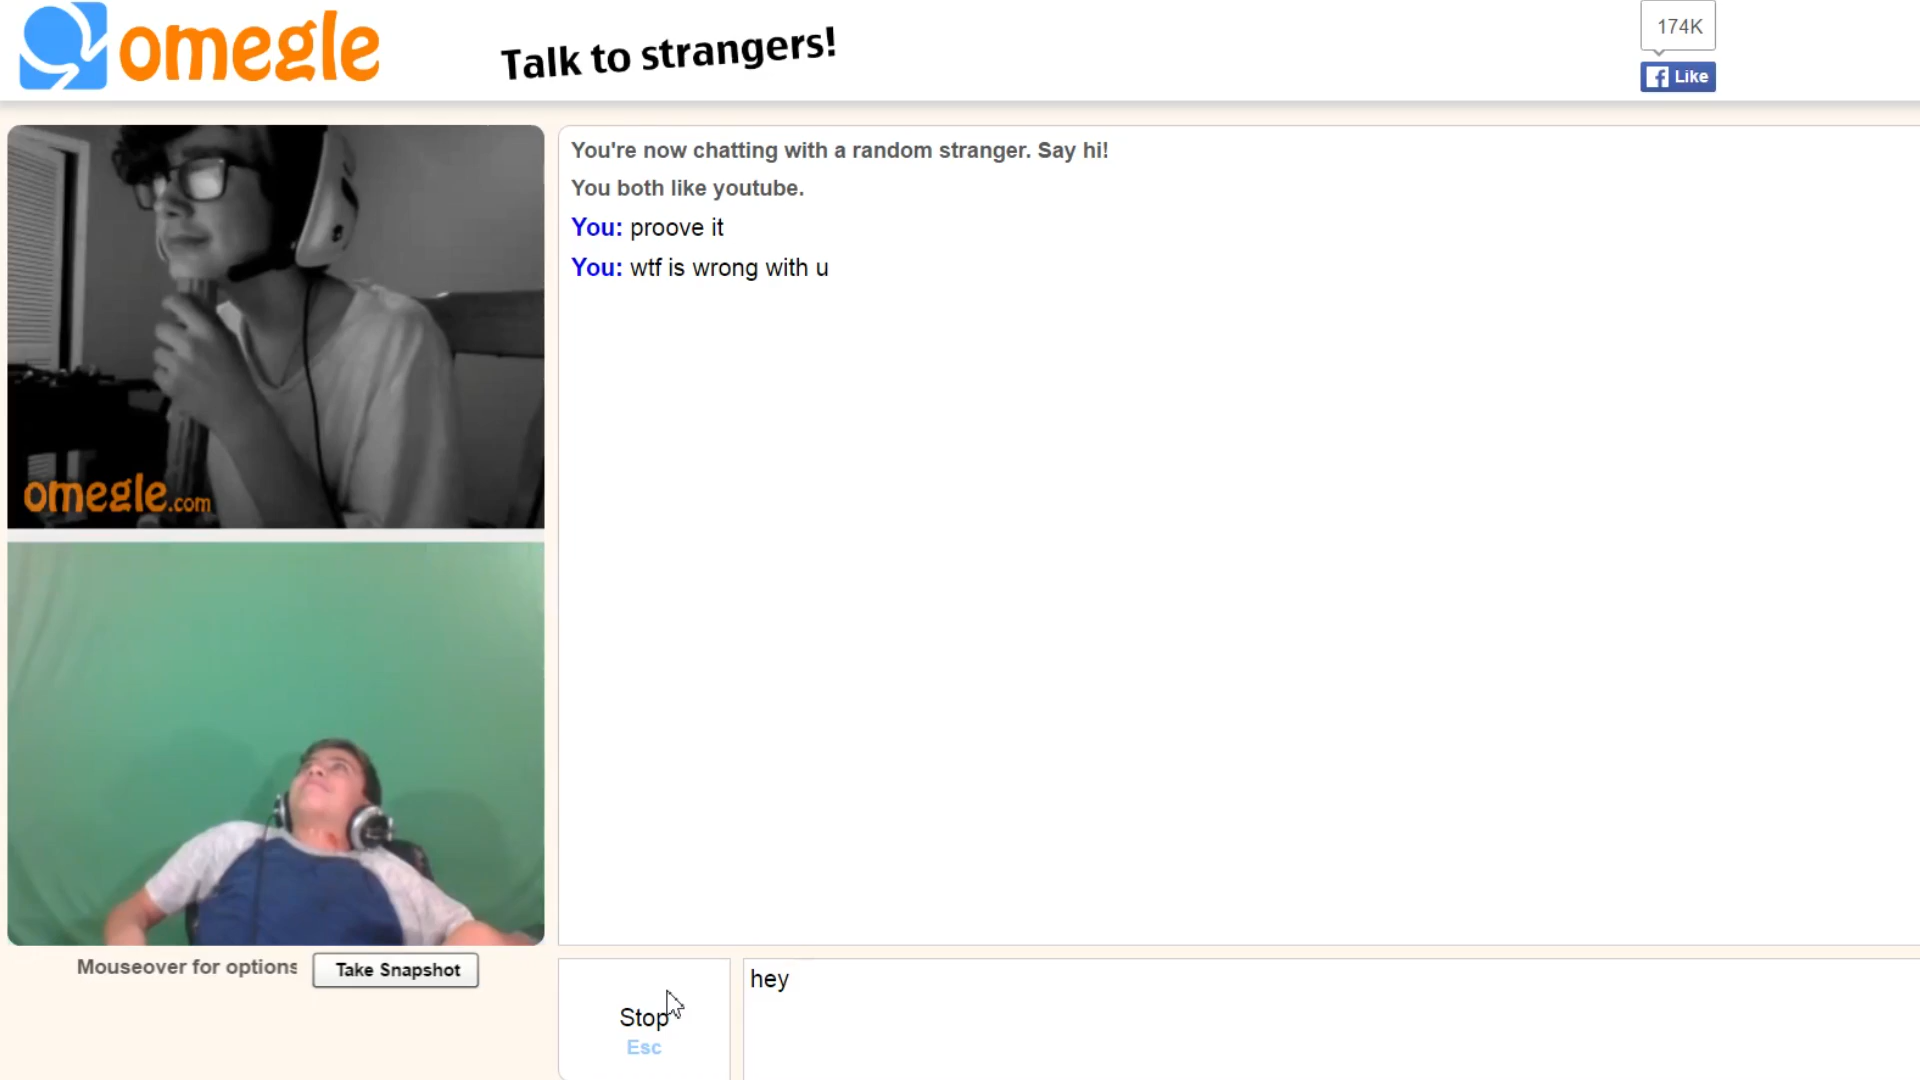 omegle
Talk to strangers!
174K
Like
You're now chatting with a random stranger. Say hi!
You both like youtube.
You: proove it
You: wtf is wrong with u
omegle.com
Mouseover for options
Take Snapshot
Stop
Esc
hey